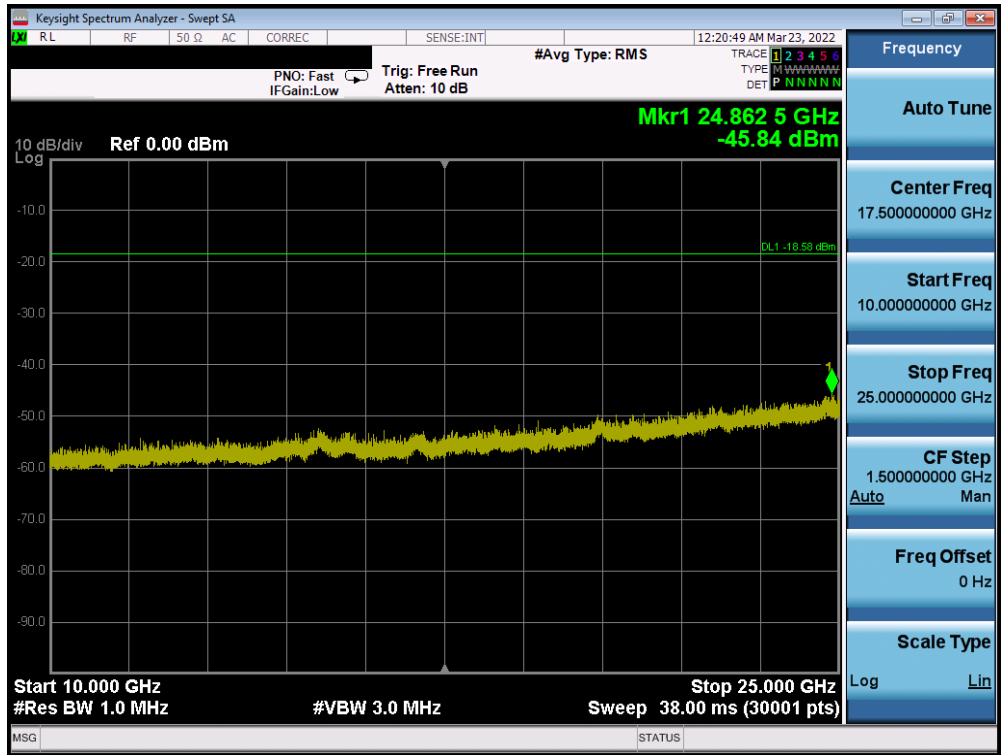 Keysight Spectrum Analyzer - Swept SA
LXI RL RF 50 Ω AC CORREC SENSE:INT 12:20:49 AM Mar 23, 2022
PNO: Fast
IFGain:Low
Trig: Free Run
Atten: 10 dB
#Avg Type: RMS
TRACE 1 2 3 4 5 6
TYPE M W W W W W
DET P N N N N N
Mkr1 24.862 5 GHz
-45.84 dBm
10 dB/div
Log
Ref 0.00 dBm
-10.0
-20.0
-30.0
-40.0
-50.0
-60.0
-70.0
-80.0
-90.0
DL1 -18.58 dBm
1
Start 10.000 GHz
#Res BW 1.0 MHz
#VBW 3.0 MHz
Stop 25.000 GHz
Sweep 38.00 ms (30001 pts)
MSG
STATUS
Frequency
Auto Tune
Center Freq
17.500000000 GHz
Start Freq
10.000000000 GHz
Stop Freq
25.000000000 GHz
CF Step
1.500000000 GHz
Auto Man
Freq Offset
0 Hz
Scale Type
Log Lin